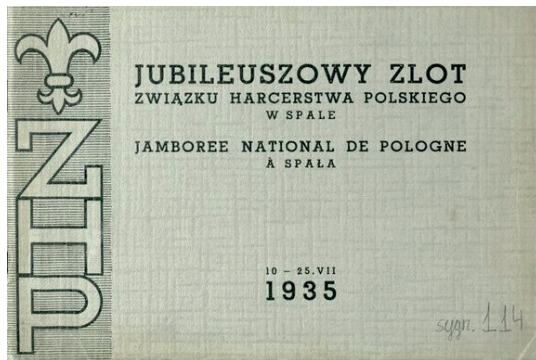 ZHP
JUBILEUSZOWY ZLOT
ZWIĄZKU HARCERSTWA POLSKIEGO
W SPALE
JAMBOREE NATIONAL DE POLOGNE
À SPAŁA
10 – 25.VII
1935
sygn. 114